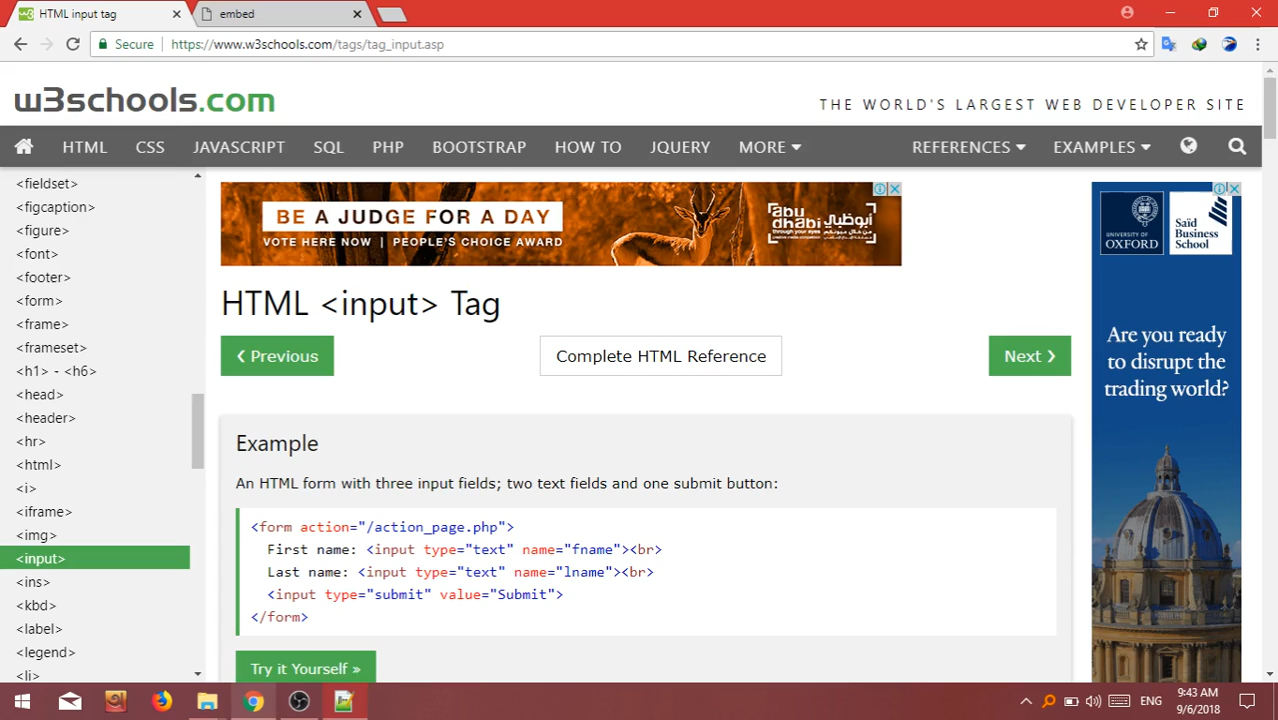 HTML input tag
embed
Secure
https://www.w3schools.com/tags/tag_input.asp
w3schools.com
THE WORLD'S LARGEST WEB DEVELOPER SITE
HTML CSS JAVASCRIPT SQL PHP BOOTSTRAP HOW TO JQUERY MORE REFERENCES EXAMPLES
<fieldset>
<figcaption>
<figure>
<font>
<footer>
<form>
<frame>
<frameset>
<h1> - <h6>
<head>
<header>
<hr>
<html>
<i>
<iframe>
<img>
<input>
<ins>
<kbd>
<label>
<legend>
<li>
BE A JUDGE FOR A DAY
VOTE HERE NOW | PEOPLE'S CHOICE AWARD
abu dhabi أبوظبي
through your eyes
HTML <input> Tag
❮ Previous
Complete HTML Reference
Next ❯
Example
An HTML form with three input fields; two text fields and one submit button:
<form action="/action_page.php">
First name: <input type="text" name="fname"><br>
Last name: <input type="text" name="lname"><br>
<input type="submit" value="Submit">
</form>
Try it Yourself »
UNIVERSITY OF
OXFORD
Saïd
Business
School
Are you ready
to disrupt the
trading world?
ENG
9:43 AM
9/6/2018